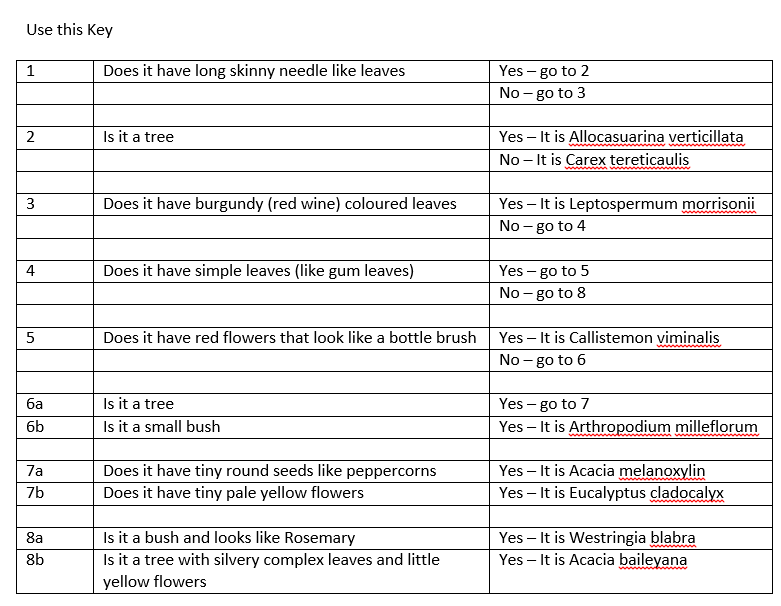 Use this Key
1 Does it have long skinny needle like leaves Yes – go to 2
No – go to 3
2 Is it a tree Yes – It is Allocasuarina verticillata
No – It is Carex tereticaulis
3 Does it have burgundy (red wine) coloured leaves Yes – It is Leptospermum morrisonii
No – go to 4
4 Does it have simple leaves (like gum leaves) Yes – go to 5
No – go to 8
5 Does it have red flowers that look like a bottle brush Yes – It is Callistemon viminalis
No – go to 6
6a Is it a tree Yes – go to 7
6b Is it a small bush Yes – It is Arthropodium milleflorum
7a Does it have tiny round seeds like peppercorns Yes – It is Acacia melanoxylin
7b Does it have tiny pale yellow flowers Yes – It is Eucalyptus cladocalyx
8a Is it a bush and looks like Rosemary Yes – It is Westringia blabra
8b Is it a tree with silvery complex leaves and little Yes – It is Acacia baileyana
yellow flowers